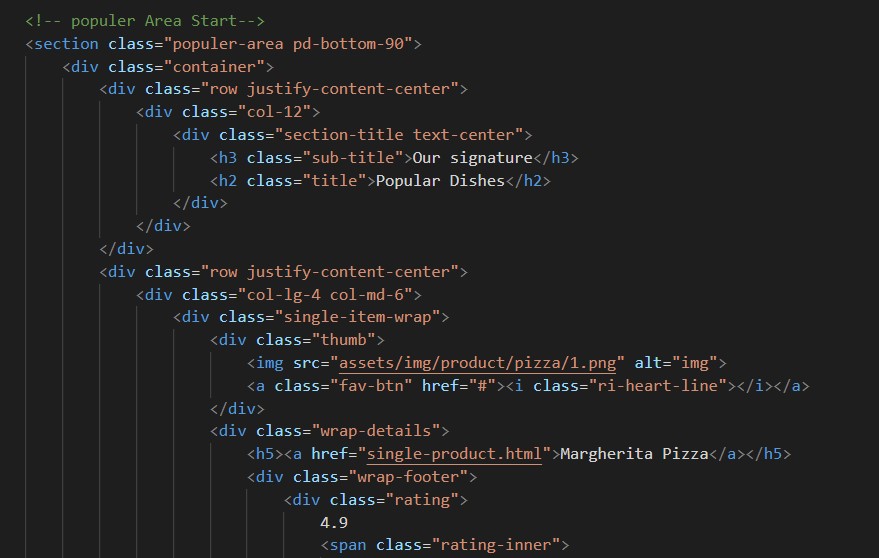 <!-- populer Area Start-->
<section class="populer-area pd-bottom-90">
<div class="container">
<div class="row justify-content-center">
<div class="col-12">
<div class="section-title text-center">
<h3 class="sub-title">Our signature</h3>
<h2 class="title">Popular Dishes</h2>
</div>
</div>
</div>
<div class="row justify-content-center">
<div class="col-lg-4 col-md-6">
<div class="single-item-wrap">
<div class="thumb">
<img src="assets/img/product/pizza/1.png" alt="img">
<a class="fav-btn" href="#"><i class="ri-heart-line"></i></a>
</div>
<div class="wrap-details">
<h5><a href="single-product.html">Margherita Pizza</a></h5>
<div class="wrap-footer">
<div class="rating">
4.9
<span class="rating-inner">